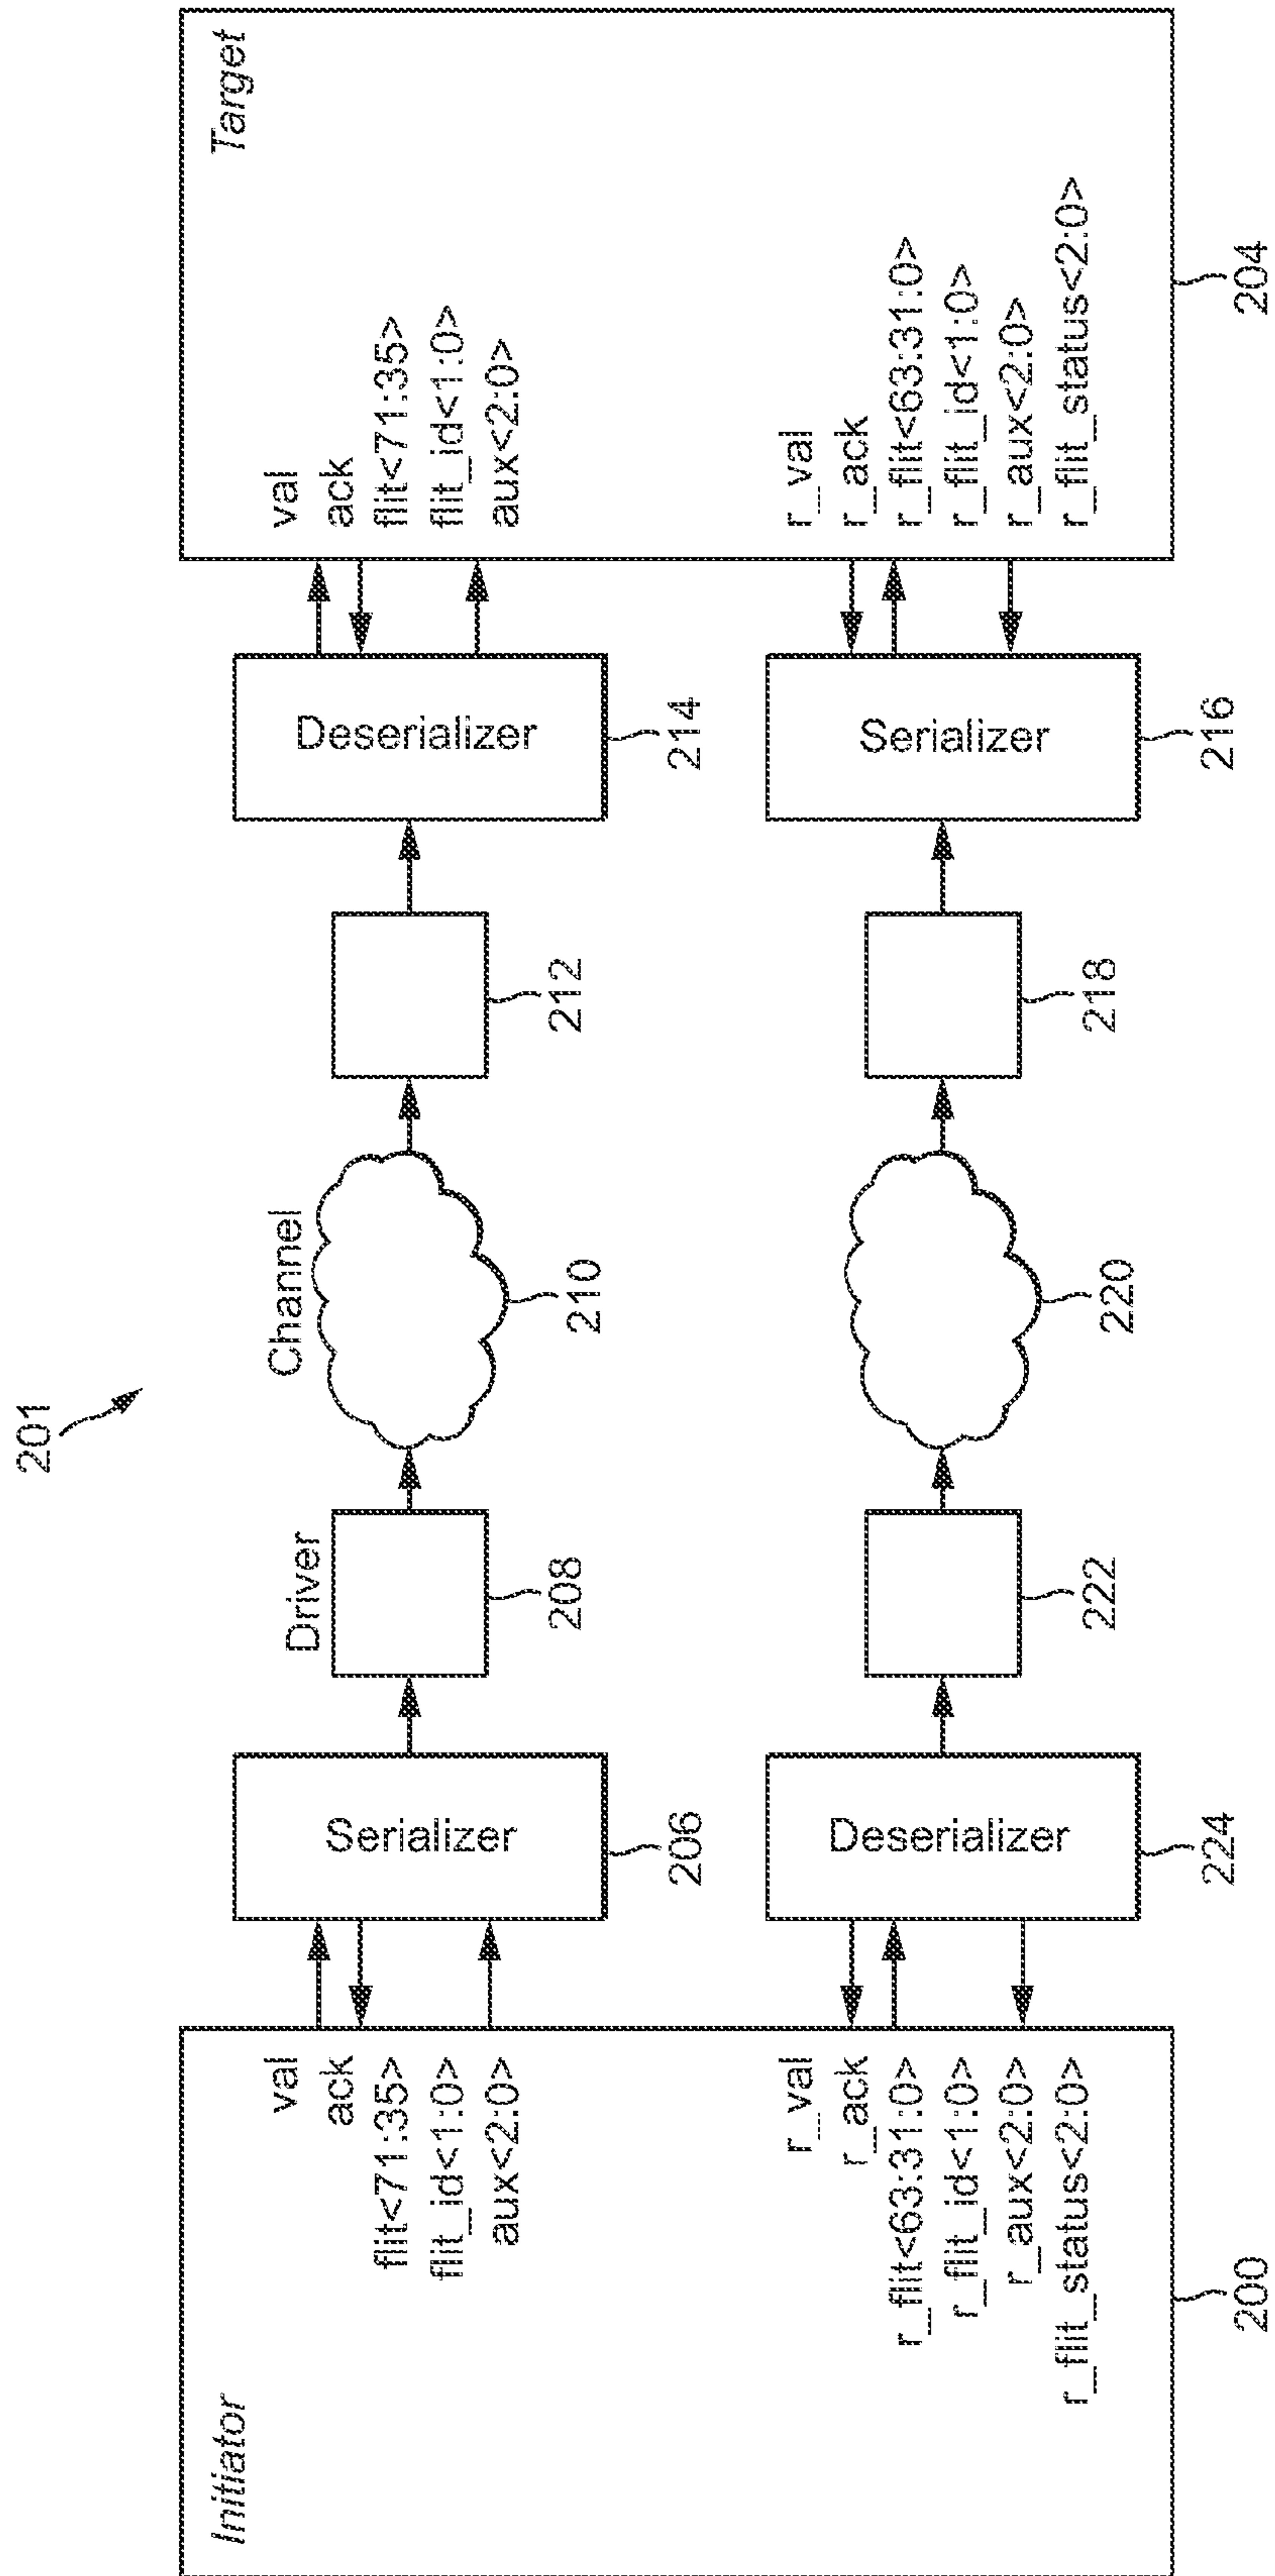 201
Initiator
val
ack
flit<71:35>
flit_id<1:0>
aux<2:0>
r_val
r_ack
r_flit<63:31:0>
r_flit_id<1:0>
r_aux<2:0>
r_flit_status<2:0>
200
Serializer
206
Deserializer
224
Driver
208
222
Channel
210
220
212
218
Deserializer
214
Serializer
216
Target
val
ack
flit<71:35>
flit_id<1:0>
aux<2:0>
r_val
r_ack
r_flit<63:31:0>
r_flit_id<1:0>
r_aux<2:0>
r_flit_status<2:0>
204